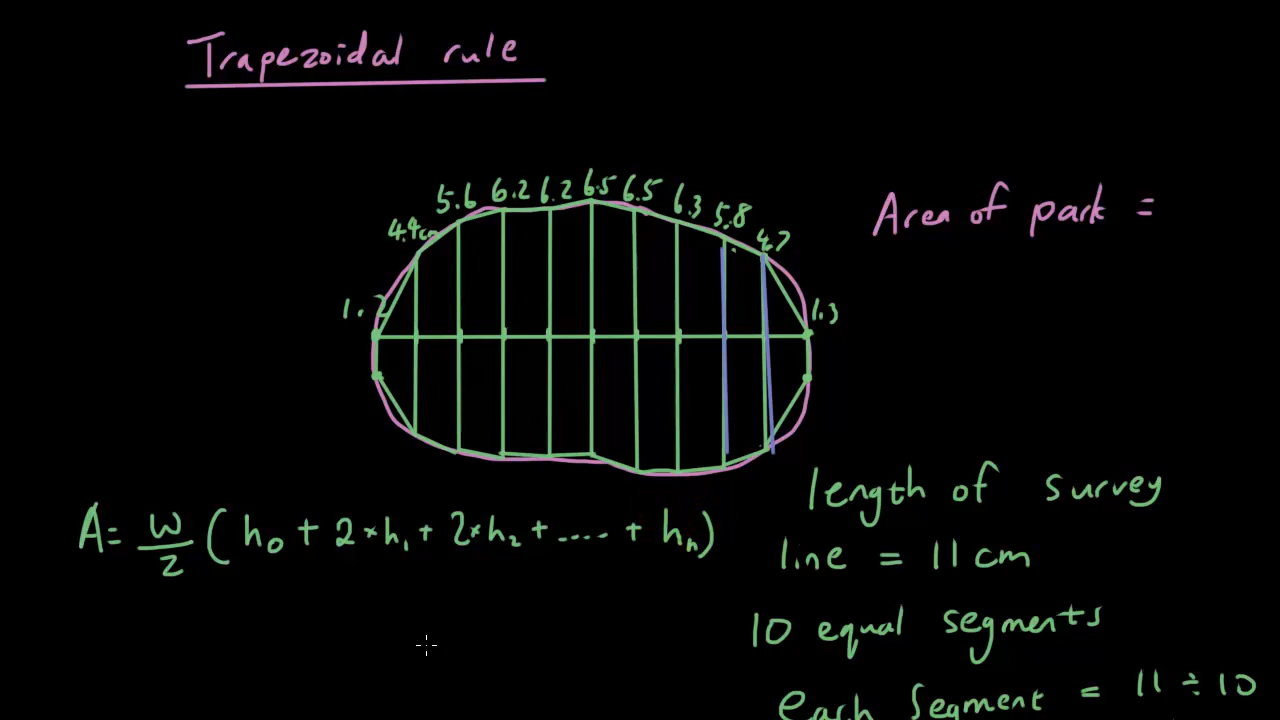 Trapezoidal rule
5.6 6.2 6.2 6.5 6.5 6.3 5.8 4.7
4.4cm
1.2 1.3
Area of park =
A = w/2 (h₀ + 2×h₁ + 2×h₂ + .... + hₙ)
length of survey
line = 11 cm
10 equal segments
each segment = 11 ÷ 10